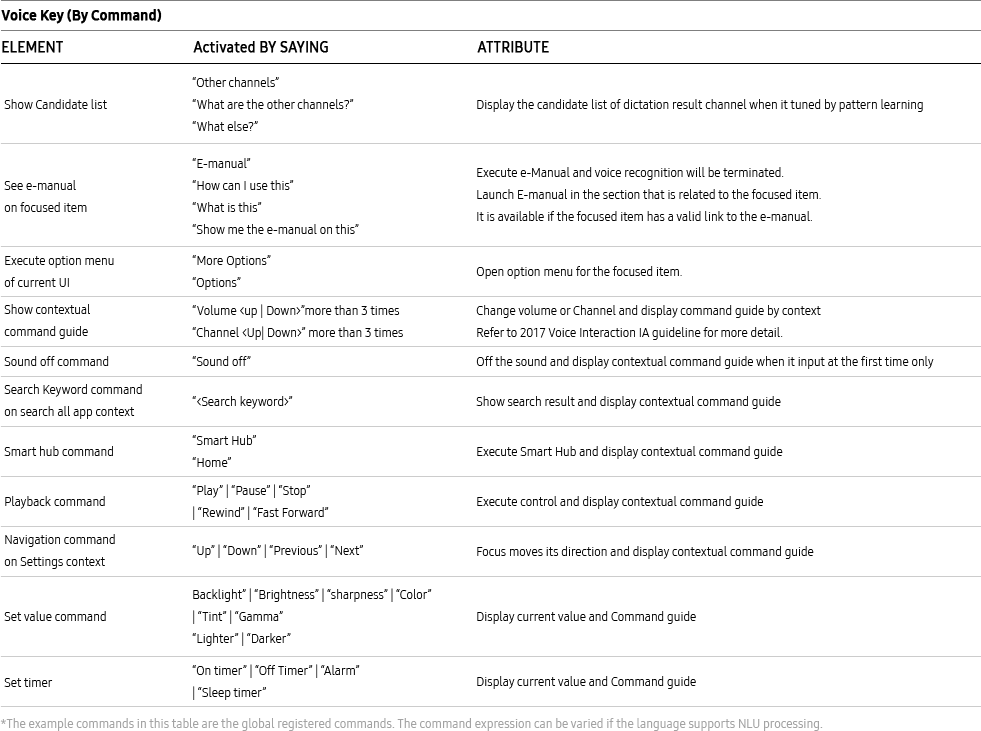 Voice Key (By Command)
ELEMENT Activated BY SAYING ATTRIBUTE
Show Candidate list
“Other channels”
“What are the other channels?”
“What else?”
Display the candidate list of dictation result channel when it tuned by pattern learning
See e-manual
on focused item
“E-manual”
“How can I use this”
“What is this”
“Show me the e-manual on this”
Execute e-Manual and voice recognition will be terminated.
Launch E-manual in the section that is related to the focused item.
It is available if the focused item has a valid link to the e-manual.
Execute option menu
of current UI
“More Options”
“Options”
Open option menu for the focused item.
Show contextual
command guide
“Volume <up | Down>”more than 3 times
“Channel <Up| Down>” more than 3 times
Change volume or Channel and display command guide by context
Refer to 2017 Voice Interaction IA guideline for more detail.
Sound off command
“Sound off”
Off the sound and display contextual command guide when it input at the first time only
Search Keyword command
on search all app context
“<Search keyword>”
Show search result and display contextual command guide
Smart hub command
“Smart Hub”
“Home”
Execute Smart Hub and display contextual command guide
Playback command
“Play” | “Pause” | “Stop”
| “Rewind” | “Fast Forward”
Execute control and display contextual command guide
Navigation command
on Settings context
“Up” | “Down” | “Previous” | “Next”
Focus moves its direction and display contextual command guide
Set value command
Backlight” | “Brightness” | “sharpness” | “Color”
| “Tint” | “Gamma”
“Lighter” | “Darker”
Display current value and Command guide
Set timer
“On timer” | “Off Timer” | “Alarm”
| “Sleep timer”
Display current value and Command guide
*The example commands in this table are the global registered commands. The command expression can be varied if the language supports NLU processing.